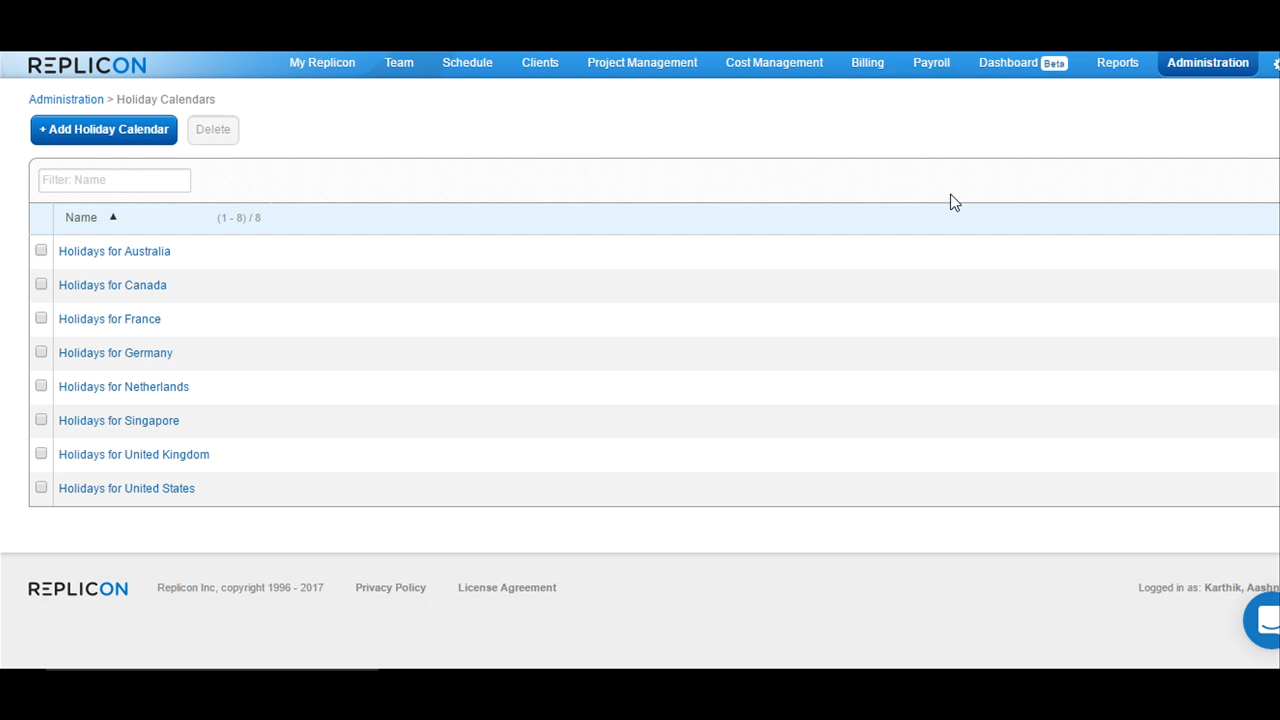 REPLICON My Replicon Team Schedule Clients Project Management Cost Management Billing Payroll Dashboard Beta Reports Administration
Administration > Holiday Calendars
+ Add Holiday Calendar Delete
Filter: Name
Name ▲ (1 - 8) / 8
Holidays for Australia
Holidays for Canada
Holidays for France
Holidays for Germany
Holidays for Netherlands
Holidays for Singapore
Holidays for United Kingdom
Holidays for United States
REPLICON Replicon Inc, copyright 1996 - 2017 Privacy Policy License Agreement Logged in as: Karthik,